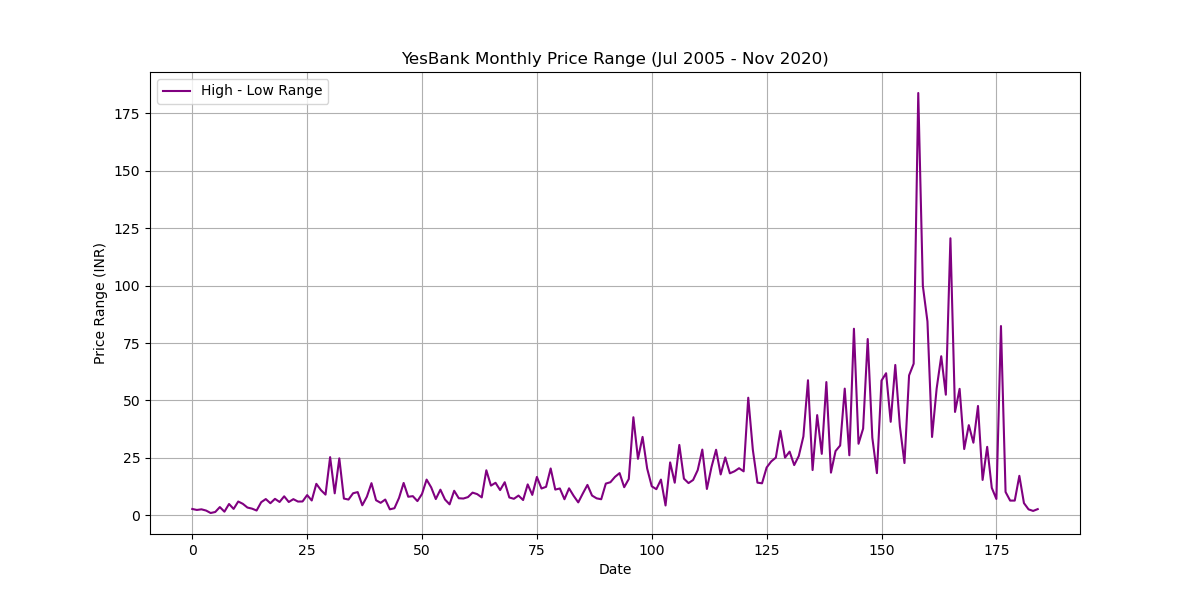 YesBank Monthly Price Range (Jul 2005 - Nov 2020)
High - Low Range
Price Range (INR)
175
150
125
100
75
50
25
0
0 25 50 75 100 125 150 175
Date